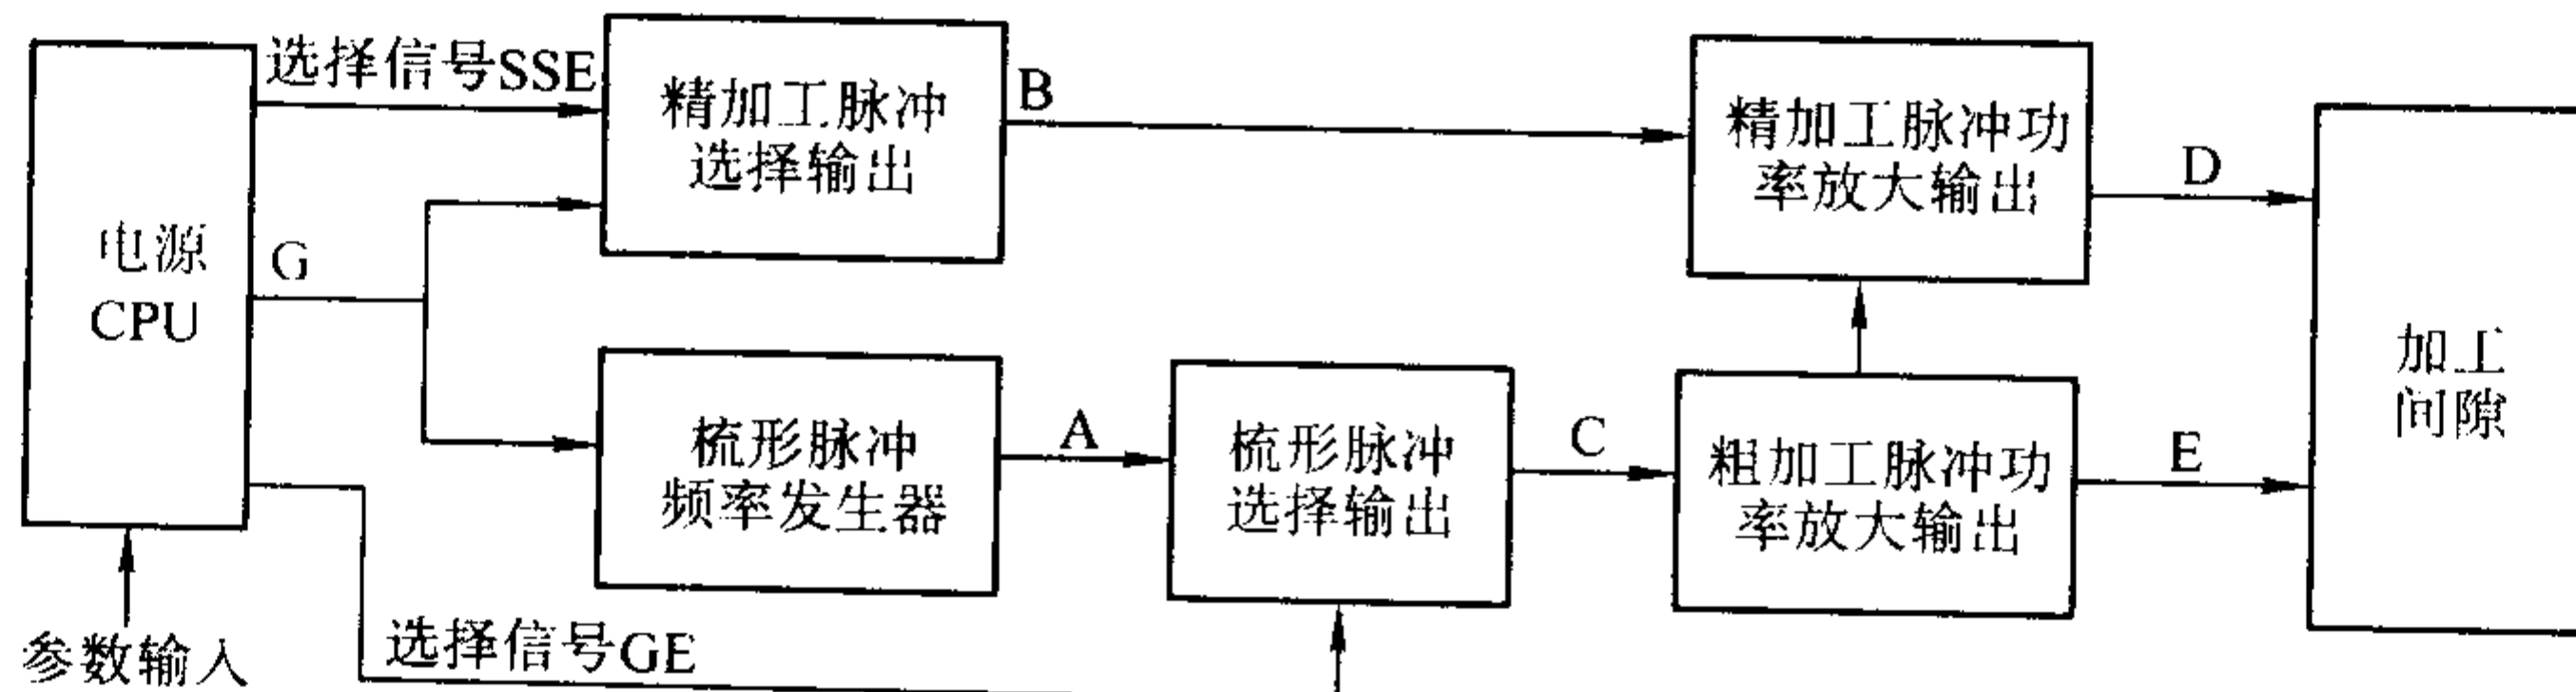 电源
CPU
参数输入
选择信号SSE
G
选择信号GE
精加工脉冲
选择输出
B
梳形脉冲
频率发生器
A
梳形脉冲
选择输出
C
精加工脉冲功
率放大输出
D
粗加工脉冲功
率放大输出
E
加工
间隙